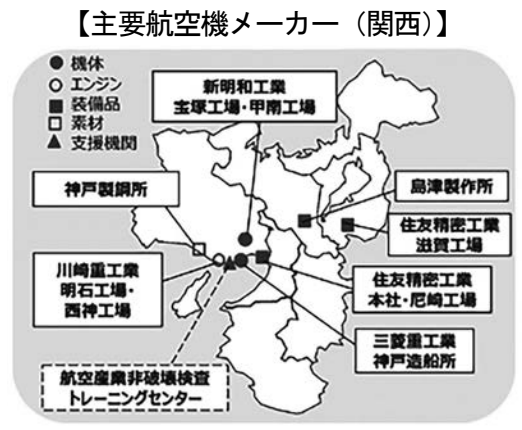 【主要航空機メーカー（関西）】
● 機休
○ エンジン
■ 装備品
□ 素材
▲ 支援機関
新明和工業
宝塚工場・甲南工場
神戸製鋼所
島津製作所
住友精密工業
滋賀工場
川崎重工業
明石工場・
西神工場
住友精密工業
本社・尼崎工場
三菱重工業
神戸造船所
航空産業非破壊検査
トレーニングセンター